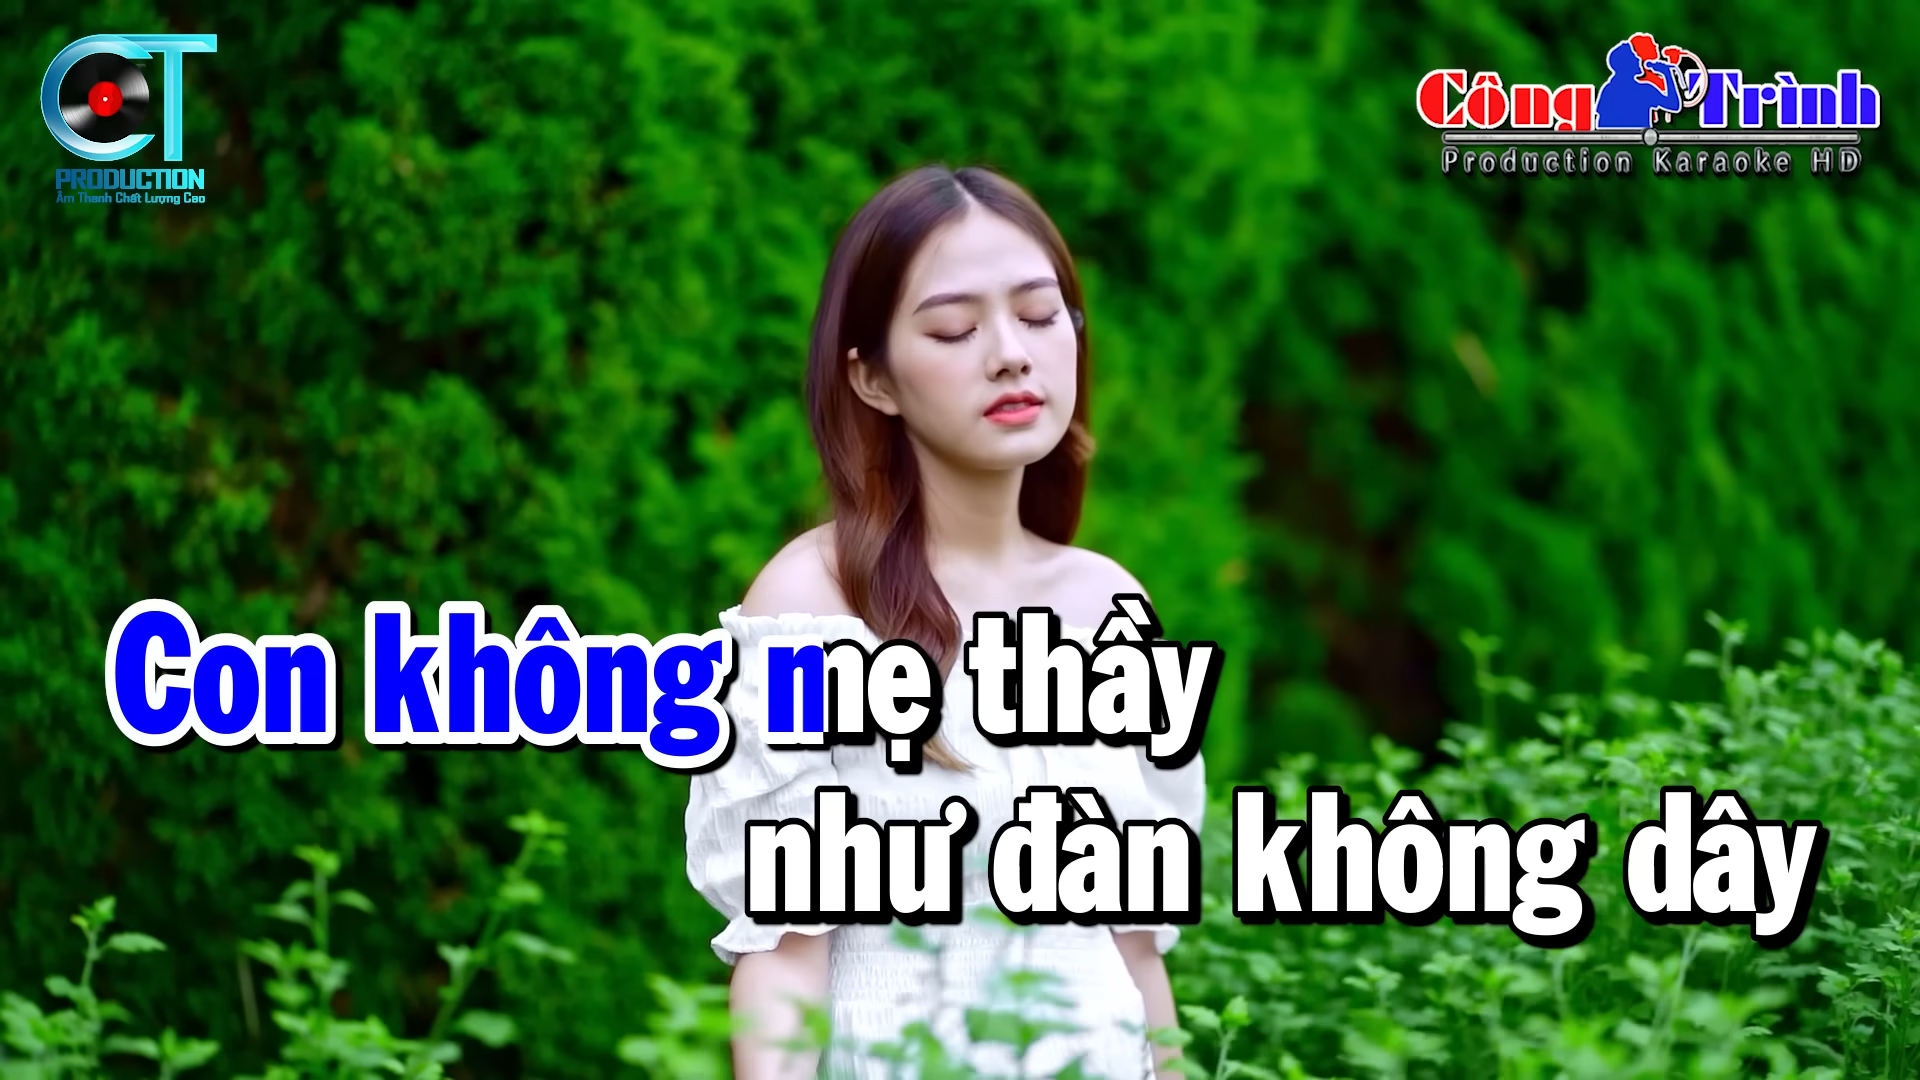 CT
PRODUCTION
Âm Thanh Chất Lượng Cao
Công Trình
Production Karaoke HD
Con không mẹ thầy
như đàn không dây